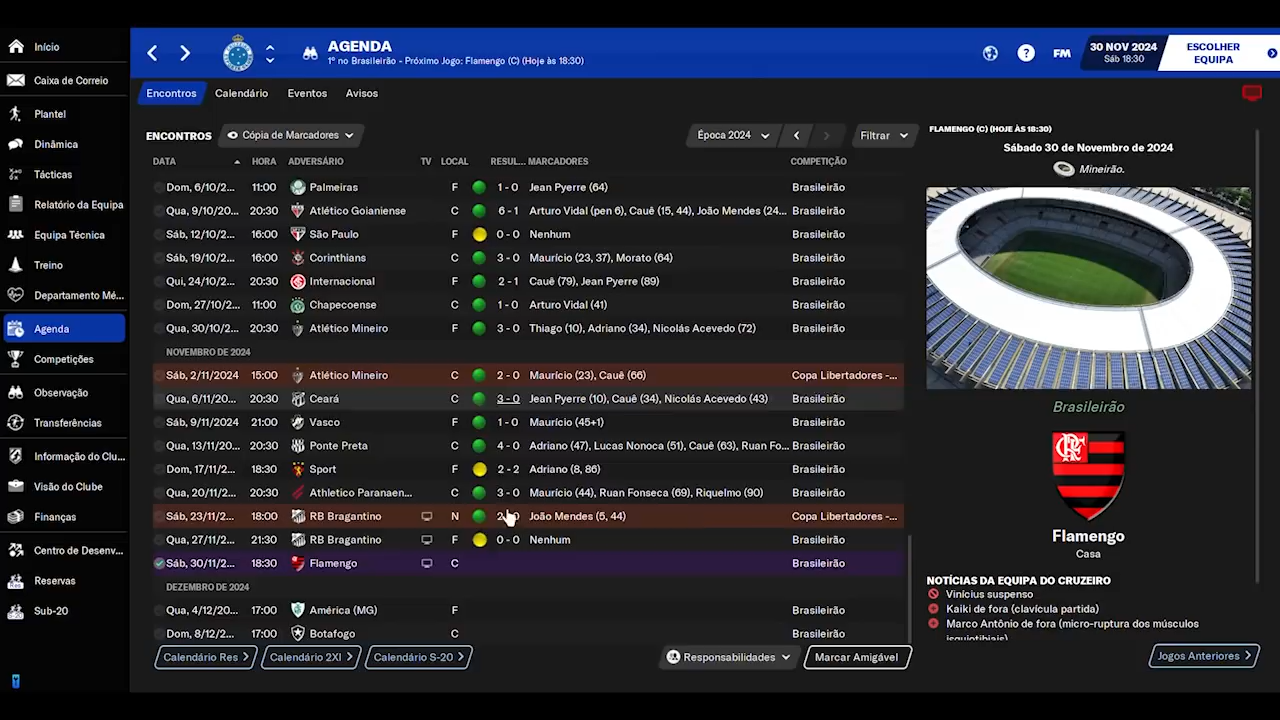 Início
Caixa de Correio
Plantel
Dinâmica
Tácticas
Relatório da Equipa
Equipa Técnica
Treino
Departamento Mé...
Agenda
Competições
Observação
Transferências
Informação do Clu...
Visão do Clube
Finanças
Centro de Desenv...
Reservas
Sub-20
AGENDA
1º no Brasileirão - Próximo Jogo: Flamengo (C) (Hoje às 18:30)
? FM
30 NOV 2024
Sáb 18:30
ESCOLHER
EQUIPA
Encontros Calendário Eventos Avisos
ENCONTROS Cópia de Marcadores Época 2024 Filtrar
DATA HORA ADVERSÁRIO TV LOCAL RESUL... MARCADORES COMPETIÇÃO
Dom, 6/10/2... 11:00 Palmeiras F 1 - 0 Jean Pyerre (64) Brasileirão
Qua, 9/10/20... 20:30 Atlético Goianiense C 6 - 1 Arturo Vidal (pen 6), Cauê (15, 44), João Mendes (24... Brasileirão
Sáb, 12/10/2... 16:00 São Paulo F 0 - 0 Nenhum Brasileirão
Sáb, 19/10/2... 16:00 Corinthians C 3 - 0 Maurício (23, 37), Morato (64) Brasileirão
Qui, 24/10/2... 20:30 Internacional F 2 - 1 Cauê (79), Jean Pyerre (89) Brasileirão
Dom, 27/10/... 11:00 Chapecoense C 1 - 0 Arturo Vidal (41) Brasileirão
Qua, 30/10/2... 20:30 Atlético Mineiro F 3 - 0 Thiago (10), Adriano (34), Nicolás Acevedo (72) Brasileirão
NOVEMBRO DE 2024
Sáb, 2/11/2024 15:00 Atlético Mineiro C 2 - 0 Maurício (23), Cauê (66) Copa Libertadores -...
Qua, 6/11/20... 20:30 Ceará C 3 - 0 Jean Pyerre (10), Cauê (34), Nicolás Acevedo (43) Brasileirão
Sáb, 9/11/2024 21:00 Vasco F 1 - 0 Maurício (45+1) Brasileirão
Qua, 13/11/20... 20:30 Ponte Preta C 4 - 0 Adriano (47), Lucas Nonoca (51), Cauê (63), Ruan Fo... Brasileirão
Dom, 17/11/2... 18:30 Sport F 2 - 2 Adriano (8, 86) Brasileirão
Qua, 20/11/2... 20:30 Athletico Paranaen... C 3 - 0 Maurício (44), Ruan Fonseca (69), Riquelmo (90) Brasileirão
Sáb, 23/11/2... 18:00 RB Bragantino N João Mendes (5, 44) Copa Libertadores -...
Qua, 27/11/2... 21:30 RB Bragantino F 0 - 0 Nenhum Brasileirão
Sáb, 30/11/2... 18:30 Flamengo C Brasileirão
DEZEMBRO DE 2024
Qua, 4/12/20... 17:00 América (MG) F Brasileirão
Dom, 8/12/2... 17:00 Botafogo C Brasileirão
Calendário Res Calendário 2XI Calendário S-20 Responsabilidades Marcar Amigável
FLAMENGO (C) (HOJE ÀS 18:30)
Sábado 30 de Novembro de 2024
Mineirão.
Brasileirão
Flamengo
Casa
NOTÍCIAS DA EQUIPA DO CRUZEIRO
Vinícius suspenso
Kaiki de fora (clavícula partida)
Marco Antônio de fora (micro-ruptura dos músculos
isquiotibiais)
Jogos Anteriores